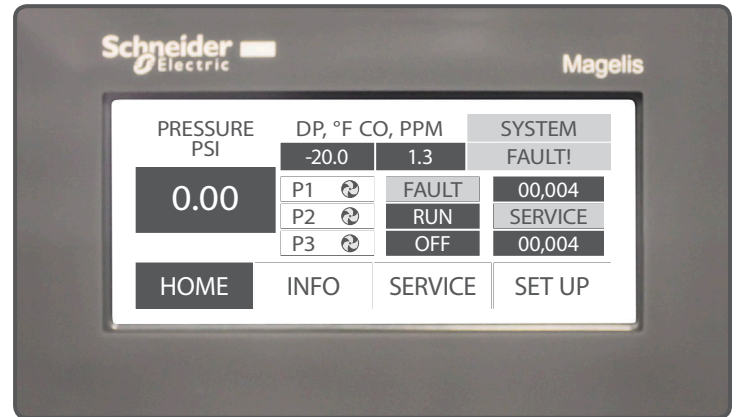 Schneider
Electric
Magelis
PRESSURE
PSI
DP, °F CO, PPM
SYSTEM
-20.0
1.3
FAULT!
0.00
P1
FAULT
00,004
P2
RUN
SERVICE
P3
OFF
00,004
HOME
INFO
SERVICE
SET UP